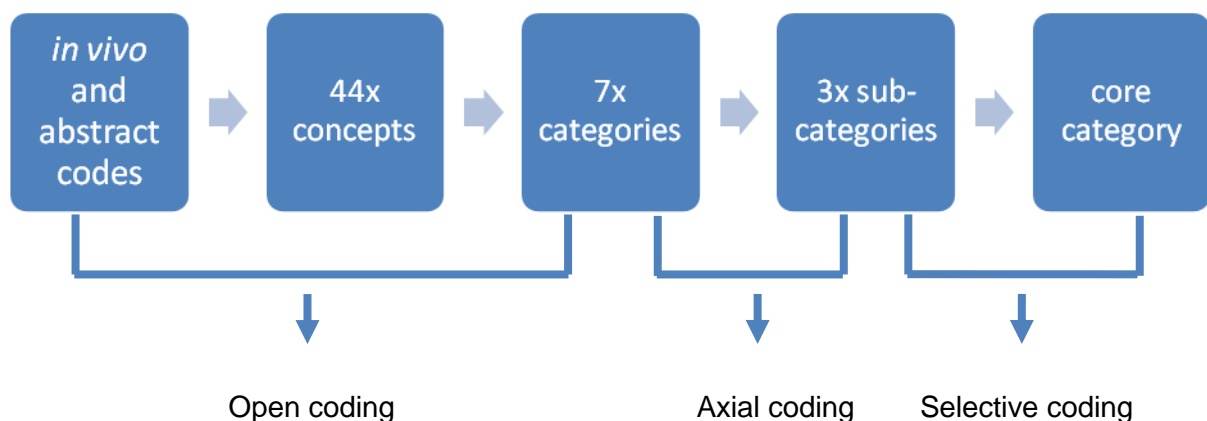 in vivo
and
abstract
codes
44x
concepts
7x
categories
3x sub-
categories
core
category
Open coding
Axial coding
Selective coding